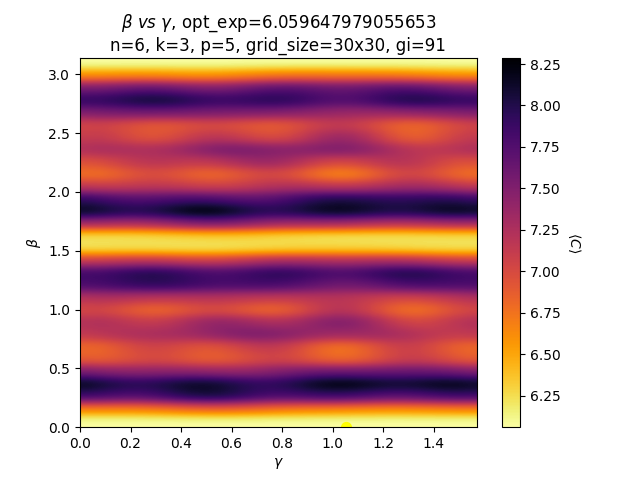 β vs γ, opt_exp=6.059647979055653
n=6, k=3, p=5, grid_size=30x30, gi=91
3.0
2.5
2.0
1.5
1.0
0.5
0.0
β
0.0 0.2 0.4 0.6 0.8 1.0 1.2 1.4
γ
8.25
8.00
7.75
7.50
7.25
7.00
6.75
6.50
6.25
⟨C⟩